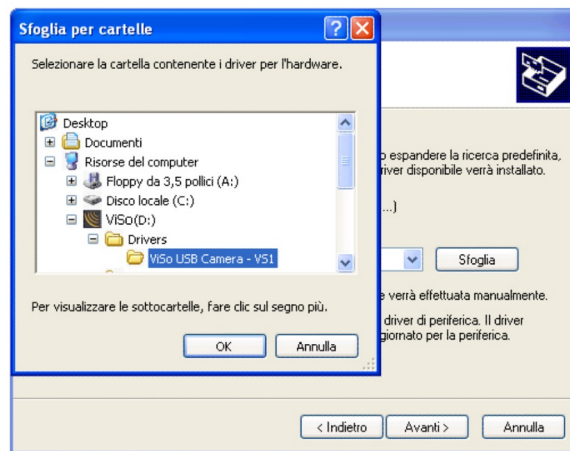 Sfoglia per cartelle
Selezionare la cartella contenente i driver per l'hardware.
Desktop
Documenti
Risorse del computer
Floppy da 3,5 pollici (A:)
Disco locale (C:)
ViSo(D:)
Drivers
ViSo USB Camera - VS1
Per visualizzare le sottocartelle, fare clic sul segno più.
OK
Annulla
o espandere la ricerca predefinita,
river disponibile verrà installato.
...)
Sfoglia
e verrà effettuata manualmente.
driver di periferica. Il driver
giornato per la periferica.
< Indietro
Avanti >
Annulla